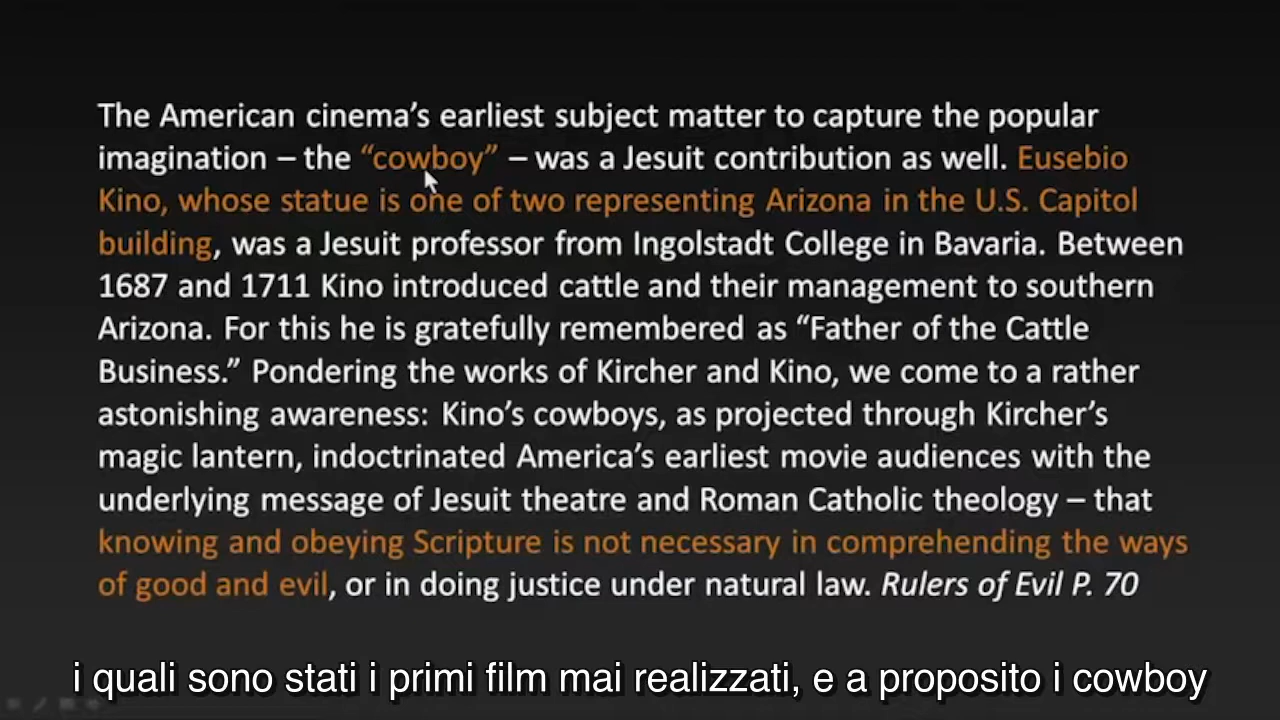 The American cinema's earliest subject matter to capture the popular
imagination – the "cowboy" – was a Jesuit contribution as well. Eusebio
Kino, whose statue is one of two representing Arizona in the U.S. Capitol
building, was a Jesuit professor from Ingolstadt College in Bavaria. Between
1687 and 1711 Kino introduced cattle and their management to southern
Arizona. For this he is gratefully remembered as "Father of the Cattle
Business." Pondering the works of Kircher and Kino, we come to a rather
astonishing awareness: Kino's cowboys, as projected through Kircher's
magic lantern, indoctrinated America's earliest movie audiences with the
underlying message of Jesuit theatre and Roman Catholic theology – that
knowing and obeying Scripture is not necessary in comprehending the ways
of good and evil, or in doing justice under natural law. Rulers of Evil P. 70
i quali sono stati i primi film mai realizzati, e a proposito i cowboy